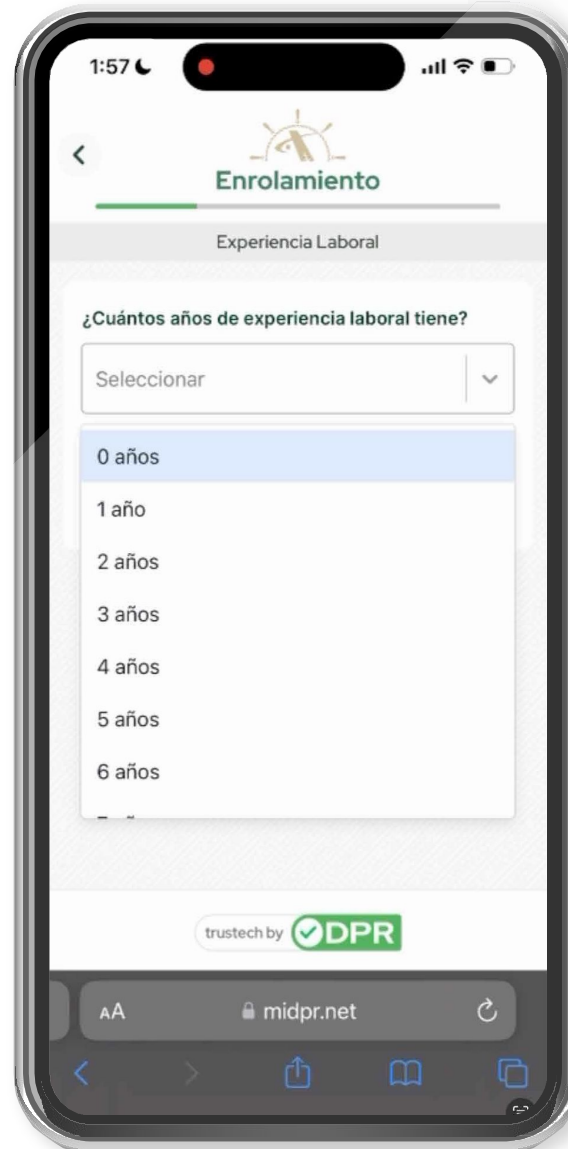 1:57
Enrolamiento
Experiencia Laboral
¿Cuántos años de experiencia laboral tiene?
Seleccionar
0 años
1 año
2 años
3 años
4 años
5 años
6 años
trustech by DPR
AA midpr.net